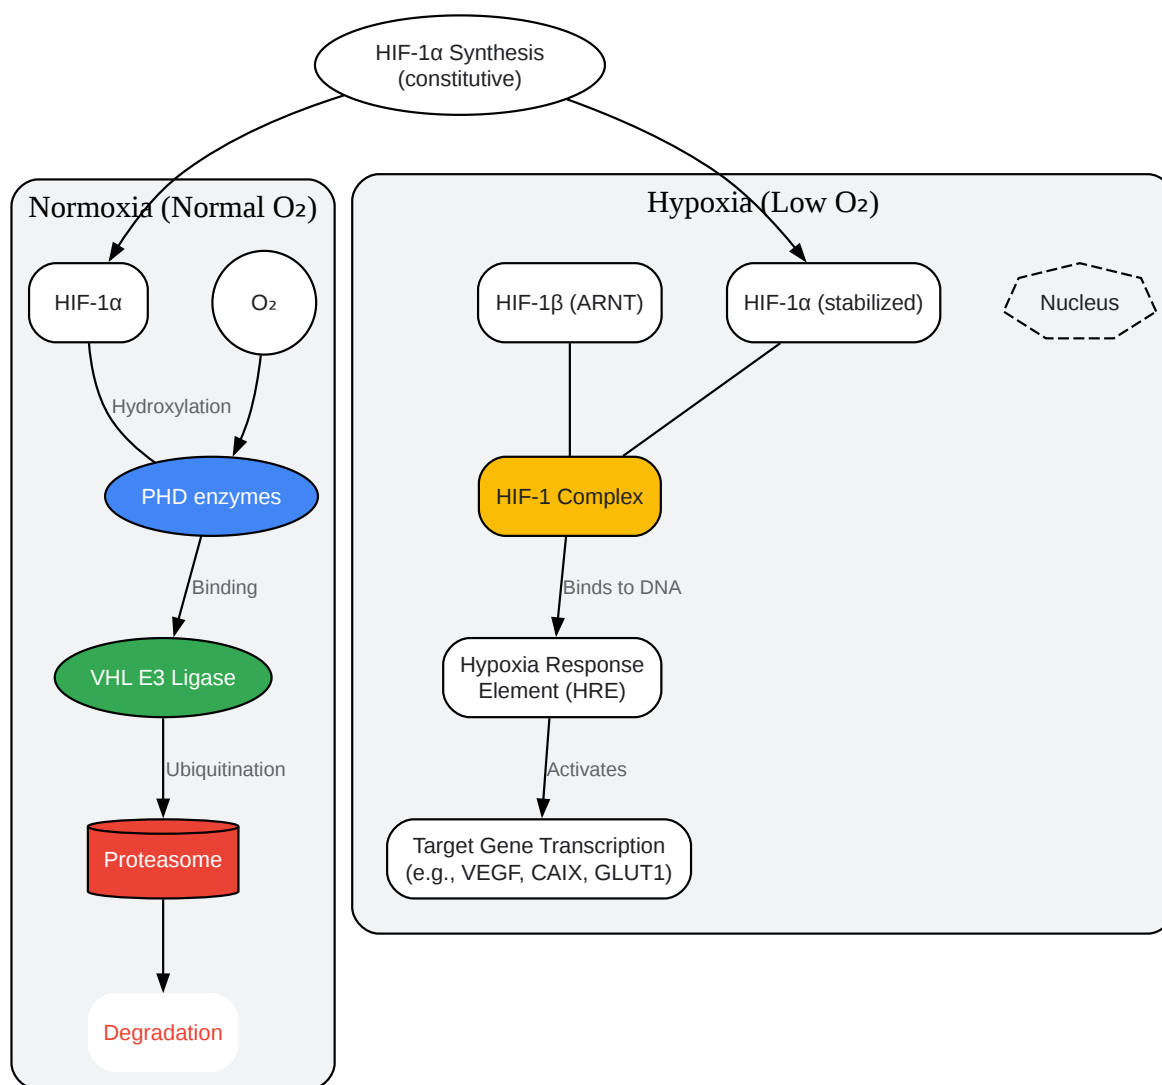 HIF-1α Synthesis
(constitutive)
Normoxia (Normal O₂)
HIF-1α
O₂
Hydroxylation
PHD enzymes
Binding
VHL E3 Ligase
Ubiquitination
Proteasome
Degradation
Hypoxia (Low O₂)
HIF-1β (ARNT)
HIF-1α (stabilized)
Nucleus
HIF-1 Complex
Binds to DNA
Hypoxia Response
Element (HRE)
Activates
Target Gene Transcription
(e.g., VEGF, CAIX, GLUT1)